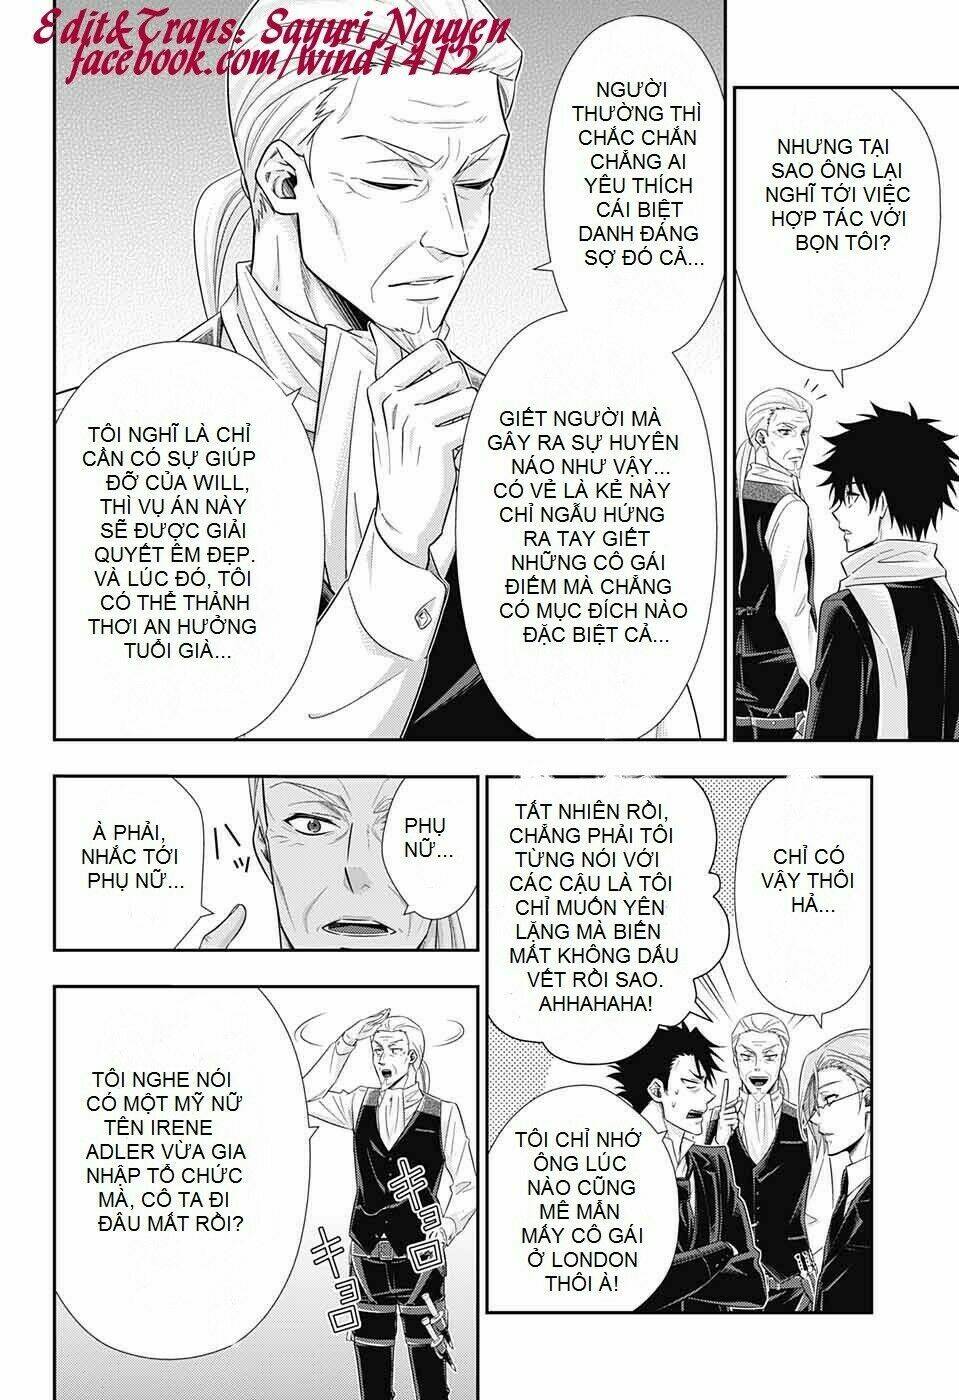 Edit&Trans: Sayuri Nguyen
facebook.com/wind1412
NHƯNG TẠI
SAO ÔNG LẠI
NGHĨ TỚI VIỆC
HỢP TÁC VỚI
BỌN TÔI?
NGƯỜI
THƯỜNG THÌ
CHẮC CHẮN
CHẲNG AI
YÊU THÍCH
CÁI BIỆT
DANH ĐÁNG
SỢ ĐÓ CẢ...
GIẾT NGƯỜI MÀ
GÂY RA SỰ HUYÊN
NÁO NHƯ VẬY...
CÓ VẺ LÀ KẺ NÀY
CHỈ NGẪU HỨNG
RA TAY GIẾT
NHỮNG CÔ GÁI
ĐIẾM MÀ CHẲNG
CÓ MỤC ĐÍCH NÀO
ĐẶC BIỆT CẢ...
TÔI NGHĨ LÀ CHỈ
CẦN CÓ SỰ GIÚP
ĐỠ CỦA WILL,
THÌ VỤ ÁN NÀY
SẼ ĐƯỢC GIẢI
QUYẾT ÊM ĐẸP.
VÀ LÚC ĐÓ, TÔI
CÓ THỂ THẢNH
THƠI AN HƯỞNG
TUỔI GIÀ...
CHỈ CÓ
VẬY THÔI
HẢ...
TẤT NHIÊN RỒI,
CHẲNG PHẢI TÔI
TỪNG NÓI VỚI
CÁC CẬU LÀ TÔI
CHỈ MUỐN YÊN
LẶNG MÀ BIẾN
MẤT KHÔNG DẤU
VẾT RỒI SAO.
AHHAHAHA!
TÔI CHỈ NHỚ
ÔNG LÚC
NÀO CŨNG
MÊ MẨN
MẤY CÔ GÁI
Ở LONDON
THÔI À!
PHỤ
NỮ...
À PHẢI,
NHẮC TỚI
PHỤ NỮ...
TÔI NGHE NÓI
CÓ MỘT MỸ NỮ
TÊN IRENE
ADLER VỪA GIA
NHẬP TỔ CHỨC
MÀ, CÔ TA ĐI
ĐÂU MẤT RỒI?
キョロ
キョロ